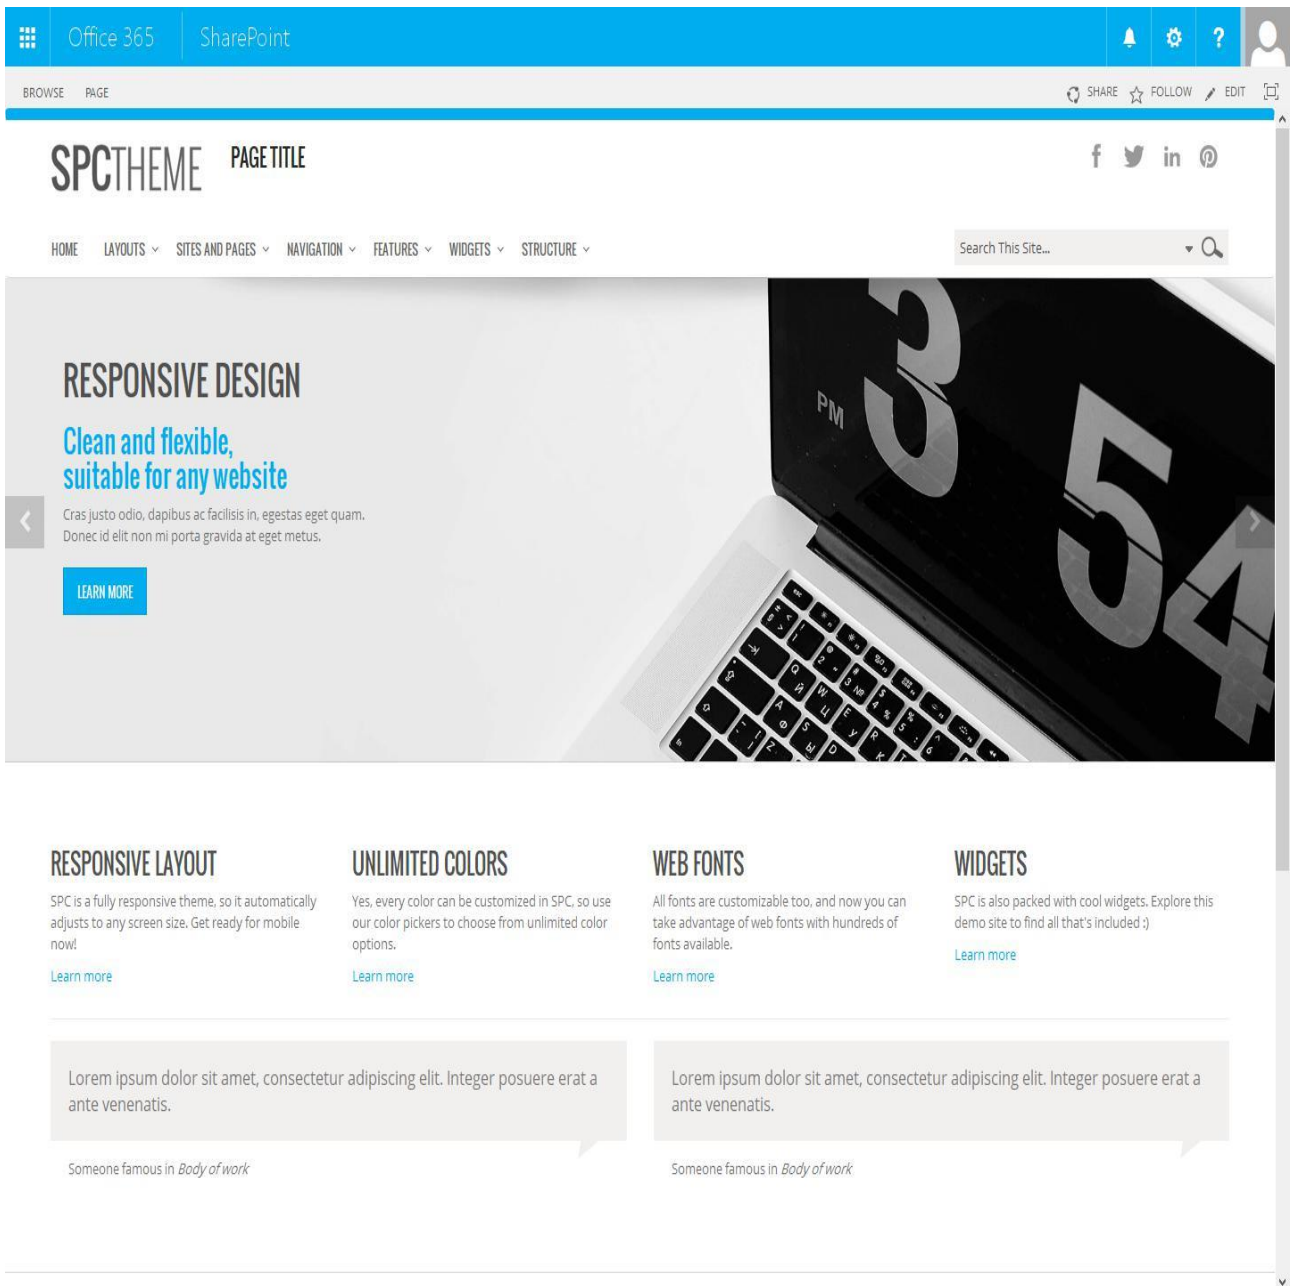 Office 365 SharePoint ?
BROWSE PAGE SHARE FOLLOW EDIT
SPCTHEME PAGE TITLE
HOME LAYOUTS SITES AND PAGES NAVIGATION FEATURES WIDGETS STRUCTURE Search This Site...
RESPONSIVE DESIGN
Clean and flexible,
suitable for any website
Cras justo odio, dapibus ac facilisis in, egestas eget quam.
Donec id elit non mi porta gravida at eget metus.
LEARN MORE
PM 3 54
RESPONSIVE LAYOUT
SPC is a fully responsive theme, so it automatically
adjusts to any screen size. Get ready for mobile
now!
Learn more
UNLIMITED COLORS
Yes, every color can be customized in SPC, so use
our color pickers to choose from unlimited color
options.
Learn more
WEB FONTS
All fonts are customizable too, and now you can
take advantage of web fonts with hundreds of
fonts available.
Learn more
WIDGETS
SPC is also packed with cool widgets. Explore this
demo site to find all that's included :)
Learn more
Lorem ipsum dolor sit amet, consectetur adipiscing elit. Integer posuere erat a
ante venenatis.
Someone famous in Body of work
Lorem ipsum dolor sit amet, consectetur adipiscing elit. Integer posuere erat a
ante venenatis.
Someone famous in Body of work